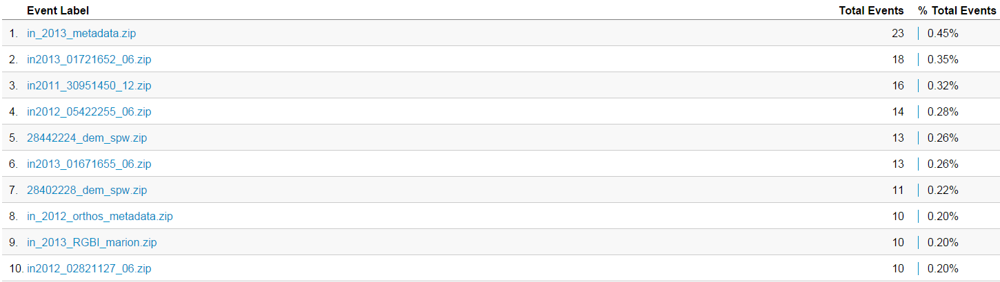 Event Label Total Events % Total Events
1. in_2013_metadata.zip 23 0.45%
2. in2013_01721652_06.zip 18 0.35%
3. in2011_30951450_12.zip 16 0.32%
4. in2012_05422255_06.zip 14 0.28%
5. 28442224_dem_spw.zip 13 0.26%
6. in2013_01671655_06.zip 13 0.26%
7. 28402228_dem_spw.zip 11 0.22%
8. in_2012_orthos_metadata.zip 10 0.20%
9. in_2013_RGBI_marion.zip 10 0.20%
10. in2012_02821127_06.zip 10 0.20%